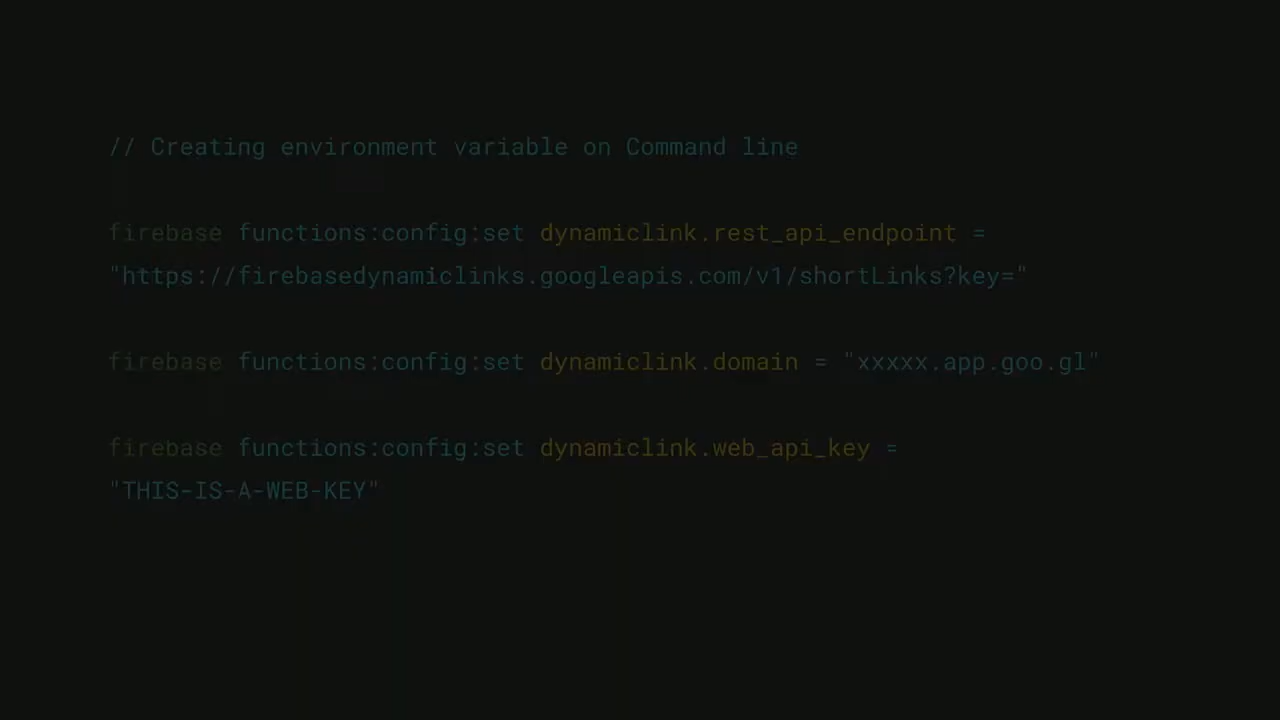 // Creating environment variable on Command line
firebase functions:config:set dynamiclink.rest_api_endpoint =
"https://firebasedynamiclinks.googleapis.com/v1/shortLinks?key="
firebase functions:config:set dynamiclink.domain = "xxxxx.app.goo.gl"
firebase functions:config:set dynamiclink.web_api_key =
"THIS-IS-A-WEB-KEY"